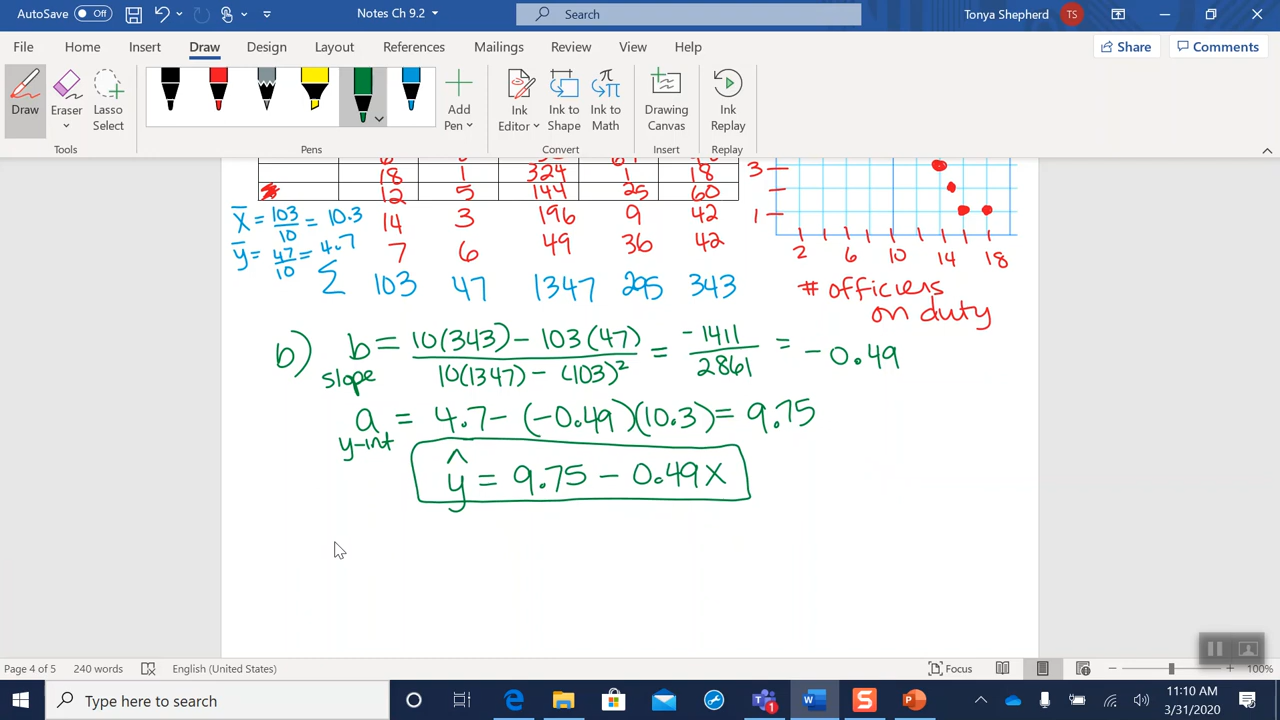 AutoSave Off Notes Ch 9.2 Search Tonya Shepherd TS
File Home Insert Draw Design Layout References Mailings Review View Help Share Comments
Draw Eraser Lasso Select Add Pen Ink Editor Ink to Shape Ink to Math Drawing Canvas Ink Replay
Tools Pens Convert Insert Replay
18 1 324 1 18
12 5 144 25 60
x̄ = 103/10 = 10.3 14 3 196 9 42
ȳ = 47/10 = 4.7 7 6 49 36 42
Σ 103 47 1347 295 343
3
1
2 6 10 14 18
# officiers
on duty
b) b = 10(343) - 103(47) / 10(1347) - (103)² = -1411 / 2861 = -0.49
slope
a = 4.7 - (-0.49)(10.3) = 9.75
y-int
ŷ = 9.75 - 0.49x
Page 4 of 5 240 words English (United States) Focus 100%
Type here to search 1 11:10 AM
3/31/2020